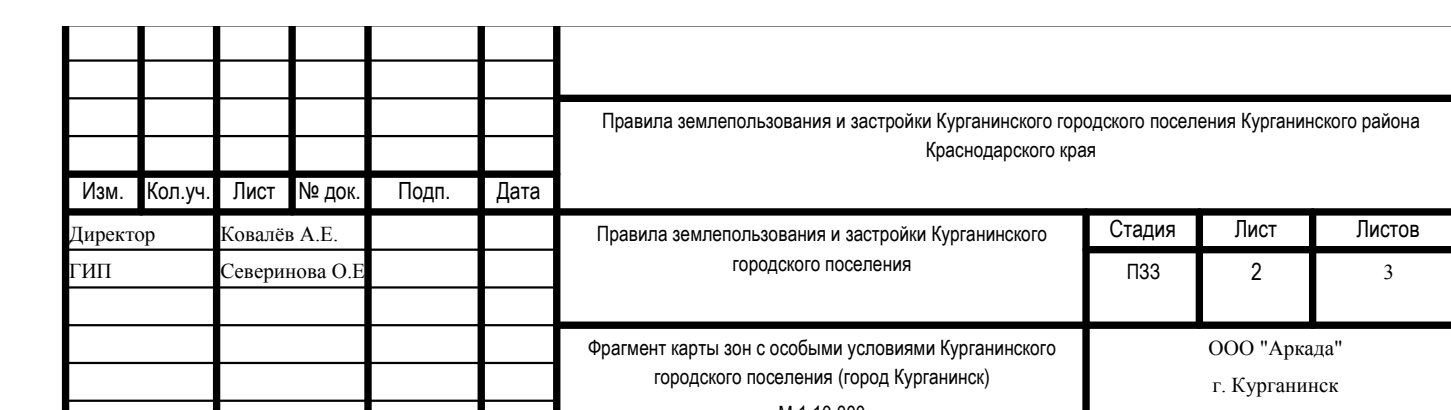 Правила землепользования и застройки Курганинского городского поселения Курганинского района
Краснодарского края
Изм. Кол.уч. Лист № док. Подп. Дата
Директор Ковалёв А.Е.
ГИП Северинова О.Е
Правила землепользования и застройки Курганинского
городского поселения
Стадия Лист Листов
ПЗЗ 2 3
Фрагмент карты зон с особыми условиями Курганинского
городского поселения (город Курганинск)
ООО "Аркада"
г. Курганинск